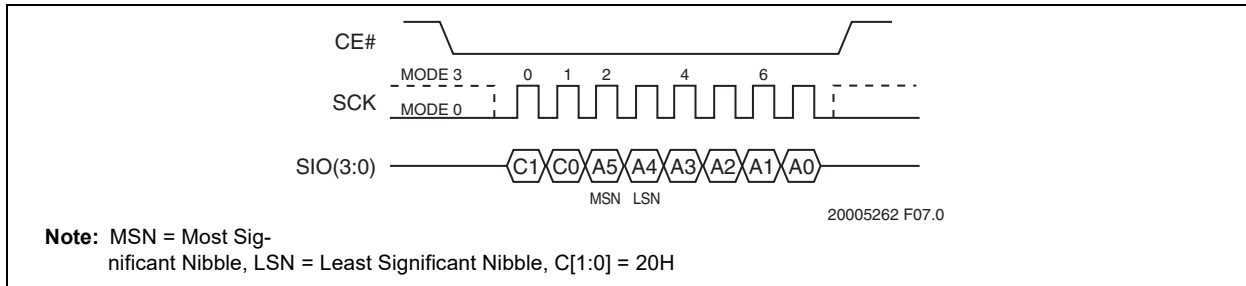 CE#
MODE 3 0 1 2 4 6
SCK
MODE 0
SIO(3:0) C1 C0 A5 A4 A3 A2 A1 A0
MSN LSN
20005262 F07.0
Note: MSN = Most Sig-
nificant Nibble, LSN = Least Significant Nibble, C[1:0] = 20H